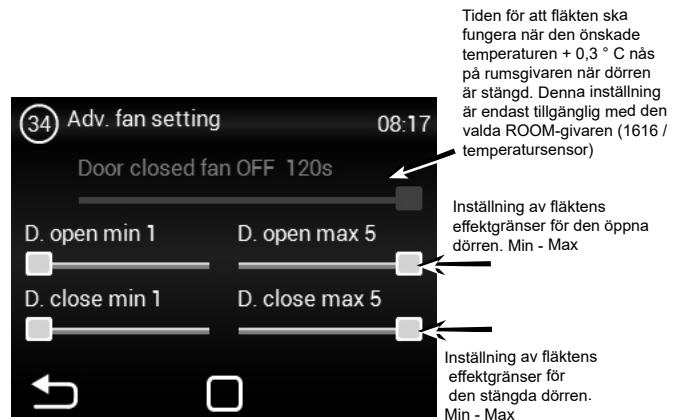 Tiden för att fläkten ska
fungera när den önskade
temperaturen + 0,3 ° C nås
på rumsgivaren när dörren
är stängd. Denna inställning
är endast tillgänglig med den
valda ROOM-givaren (1616 /
temperatursensor)
34 Adv. fan setting 08:17
Door closed fan OFF 120s
D. open min 1 D. open max 5
D. close min 1 D. close max 5
Inställning av fläktens
effektgränser för den öppna
dörren. Min - Max
Inställning av fläktens
effektgränser för
den stängda dörren.
Min - Max